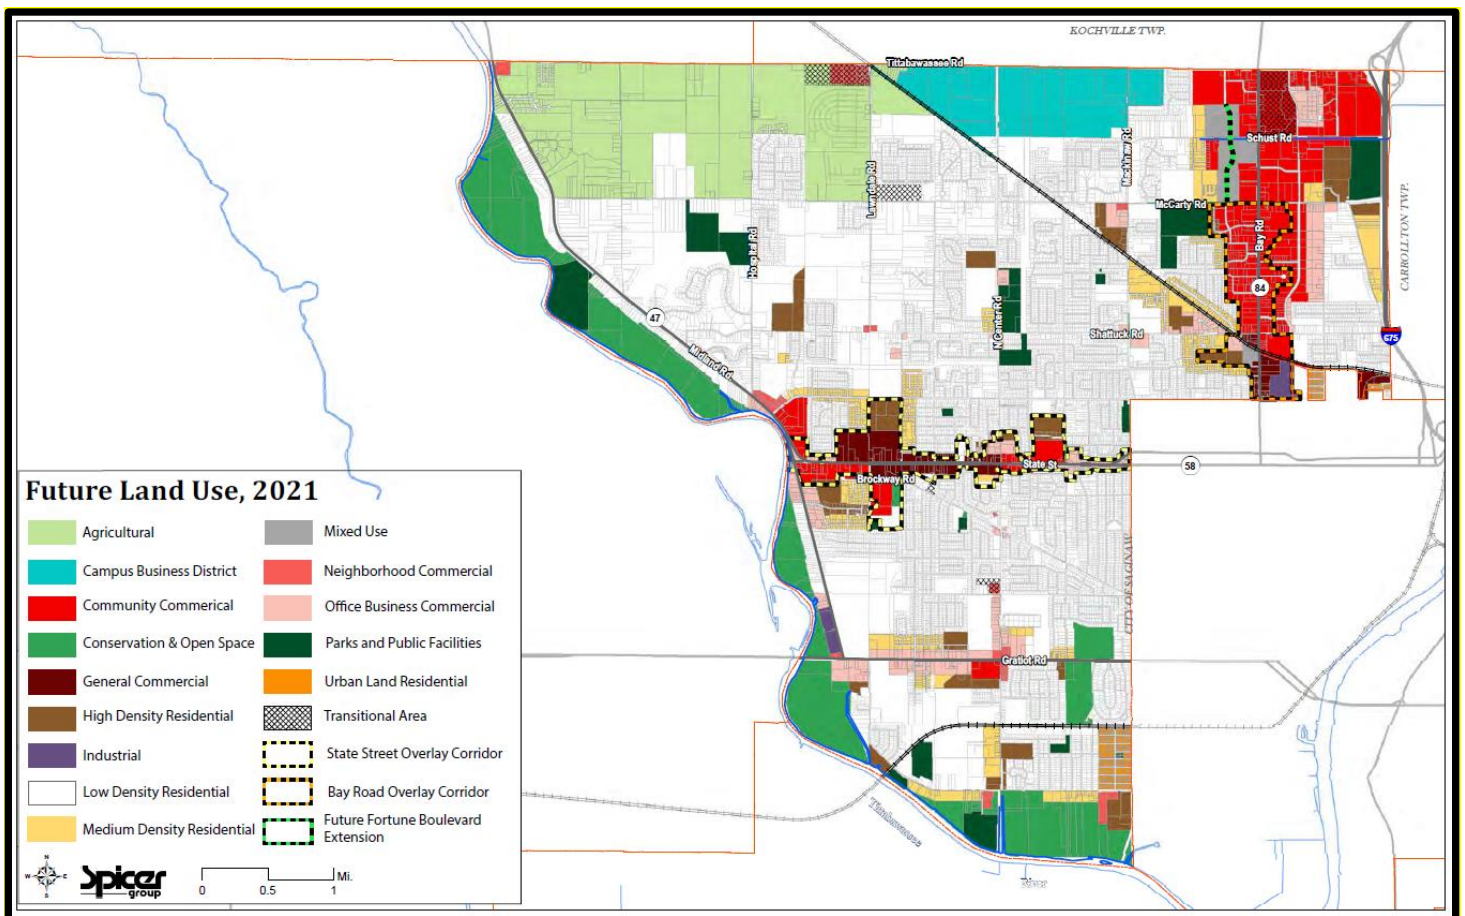 KOCHVILLE TWP.
Tittabawassee Rd
Schust Rd
Mackinaw Rd
Lawndale Rd
McCarty Rd
CARROLLTON TWP.
Bay Rd
Hospital Rd
84
N Center Rd
47
Shattuck Rd
675
Midland Rd
State St
58
Brockway Rd
CITY OF SAGINAW
Gratiot Rd
Tittabawassee
River
Future Land Use, 2021
Agricultural
Campus Business District
Community Commerical
Conservation & Open Space
General Commercial
High Density Residential
Industrial
Low Density Residential
Medium Density Residential
Mixed Use
Neighborhood Commercial
Office Business Commercial
Parks and Public Facilities
Urban Land Residential
Transitional Area
State Street Overlay Corridor
Bay Road Overlay Corridor
Future Fortune Boulevard
Extension
N
W E
S
Spicer
group
Mi.
0 0.5 1